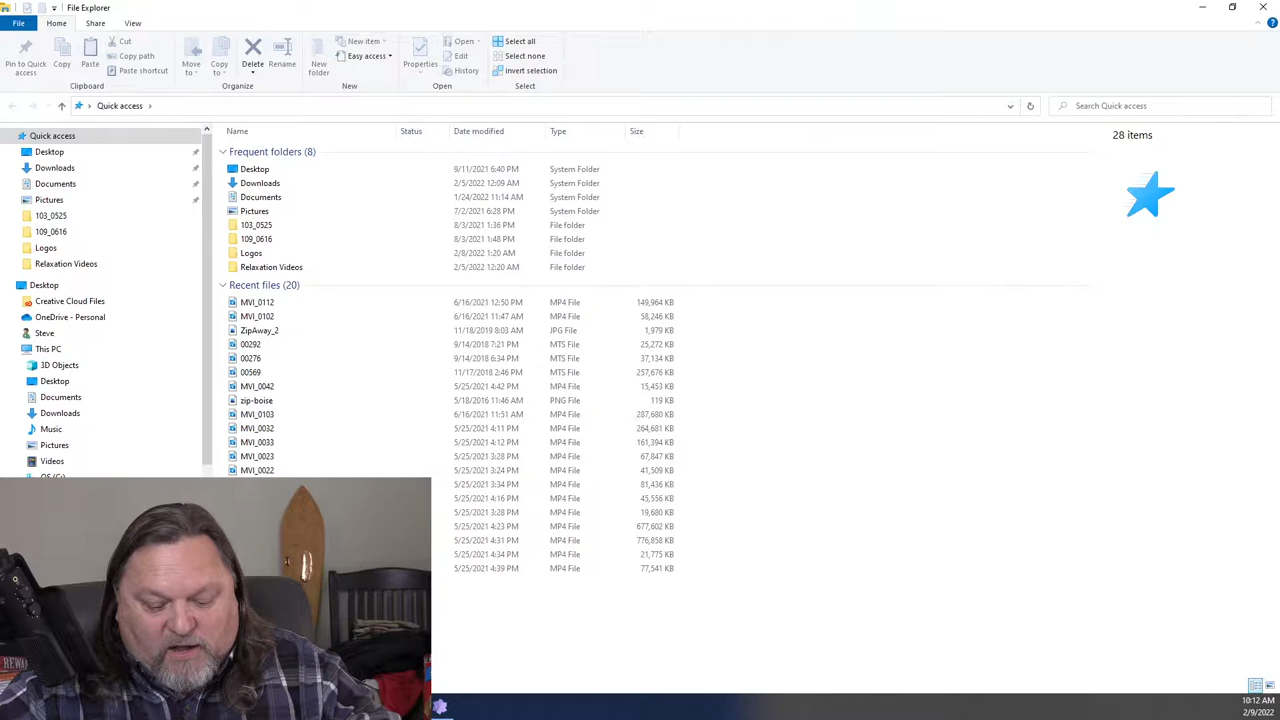 File Explorer
File Home Share View
Pin to Quick access
Copy
Paste
Cut
Copy path
Paste shortcut
Clipboard
Move to
Copy to
Delete
Rename
Organize
New folder
New item
Easy access
New
Properties
Open
Edit
History
Open
Select all
Select none
Invert selection
Select
Quick access
Search Quick access
Quick access
Desktop
Downloads
Documents
Pictures
103_0525
109_0616
Logos
Relaxation Videos
Desktop
Creative Cloud Files
OneDrive - Personal
Steve
This PC
3D Objects
Desktop
Documents
Downloads
Music
Pictures
Videos
OS (C:)
Name Status Date modified Type Size
Frequent folders (8)
Desktop 9/11/2021 6:40 PM System Folder
Downloads 2/5/2022 12:09 AM System Folder
Documents 1/24/2022 11:14 AM System Folder
Pictures 7/2/2021 6:28 PM System Folder
103_0525 8/3/2021 1:36 PM File folder
109_0616 8/3/2021 1:48 PM File folder
Logos 2/8/2022 1:20 AM File folder
Relaxation Videos 2/5/2022 12:20 AM File folder
Recent files (20)
MVI_0112 6/16/2021 12:50 PM MP4 File 149,964 KB
MVI_0102 6/16/2021 11:47 AM MP4 File 58,246 KB
ZipAway_2 11/18/2019 8:03 AM JPG File 1,979 KB
00292 9/14/2018 7:21 PM MTS File 25,272 KB
00276 9/14/2018 6:34 PM MTS File 37,134 KB
00569 11/17/2018 2:46 PM MTS File 257,676 KB
MVI_0042 5/25/2021 4:42 PM MP4 File 15,453 KB
zip-boise 5/18/2016 11:46 AM PNG File 119 KB
MVI_0103 6/16/2021 11:51 AM MP4 File 287,680 KB
MVI_0032 5/25/2021 4:11 PM MP4 File 264,681 KB
MVI_0033 5/25/2021 4:12 PM MP4 File 161,394 KB
MVI_0023 5/25/2021 3:28 PM MP4 File 67,847 KB
MVI_0022 5/25/2021 3:24 PM MP4 File 41,509 KB
5/25/2021 3:34 PM MP4 File 81,436 KB
5/25/2021 4:16 PM MP4 File 45,556 KB
5/25/2021 3:28 PM MP4 File 19,680 KB
5/25/2021 4:23 PM MP4 File 677,602 KB
5/25/2021 4:31 PM MP4 File 776,858 KB
5/25/2021 4:34 PM MP4 File 21,775 KB
5/25/2021 4:39 PM MP4 File 77,541 KB
28 items
REWA
10:12 AM
2/9/2022